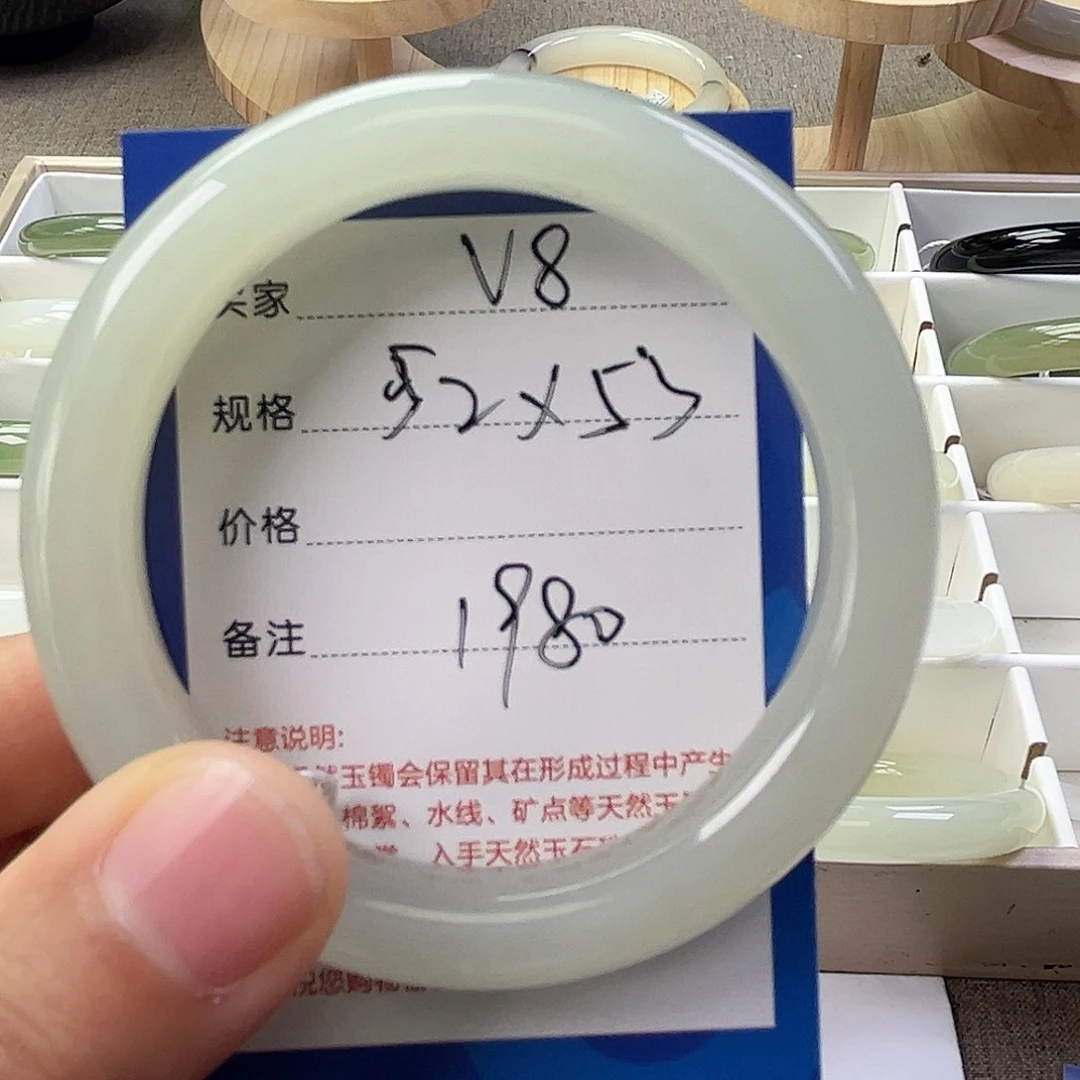 家 V8
规格 52x53
价格
备注 1980
注意说明:
玉镯会保留其在形成过程中产生
棉絮、水线、矿点等天然玉
入手天然玉石